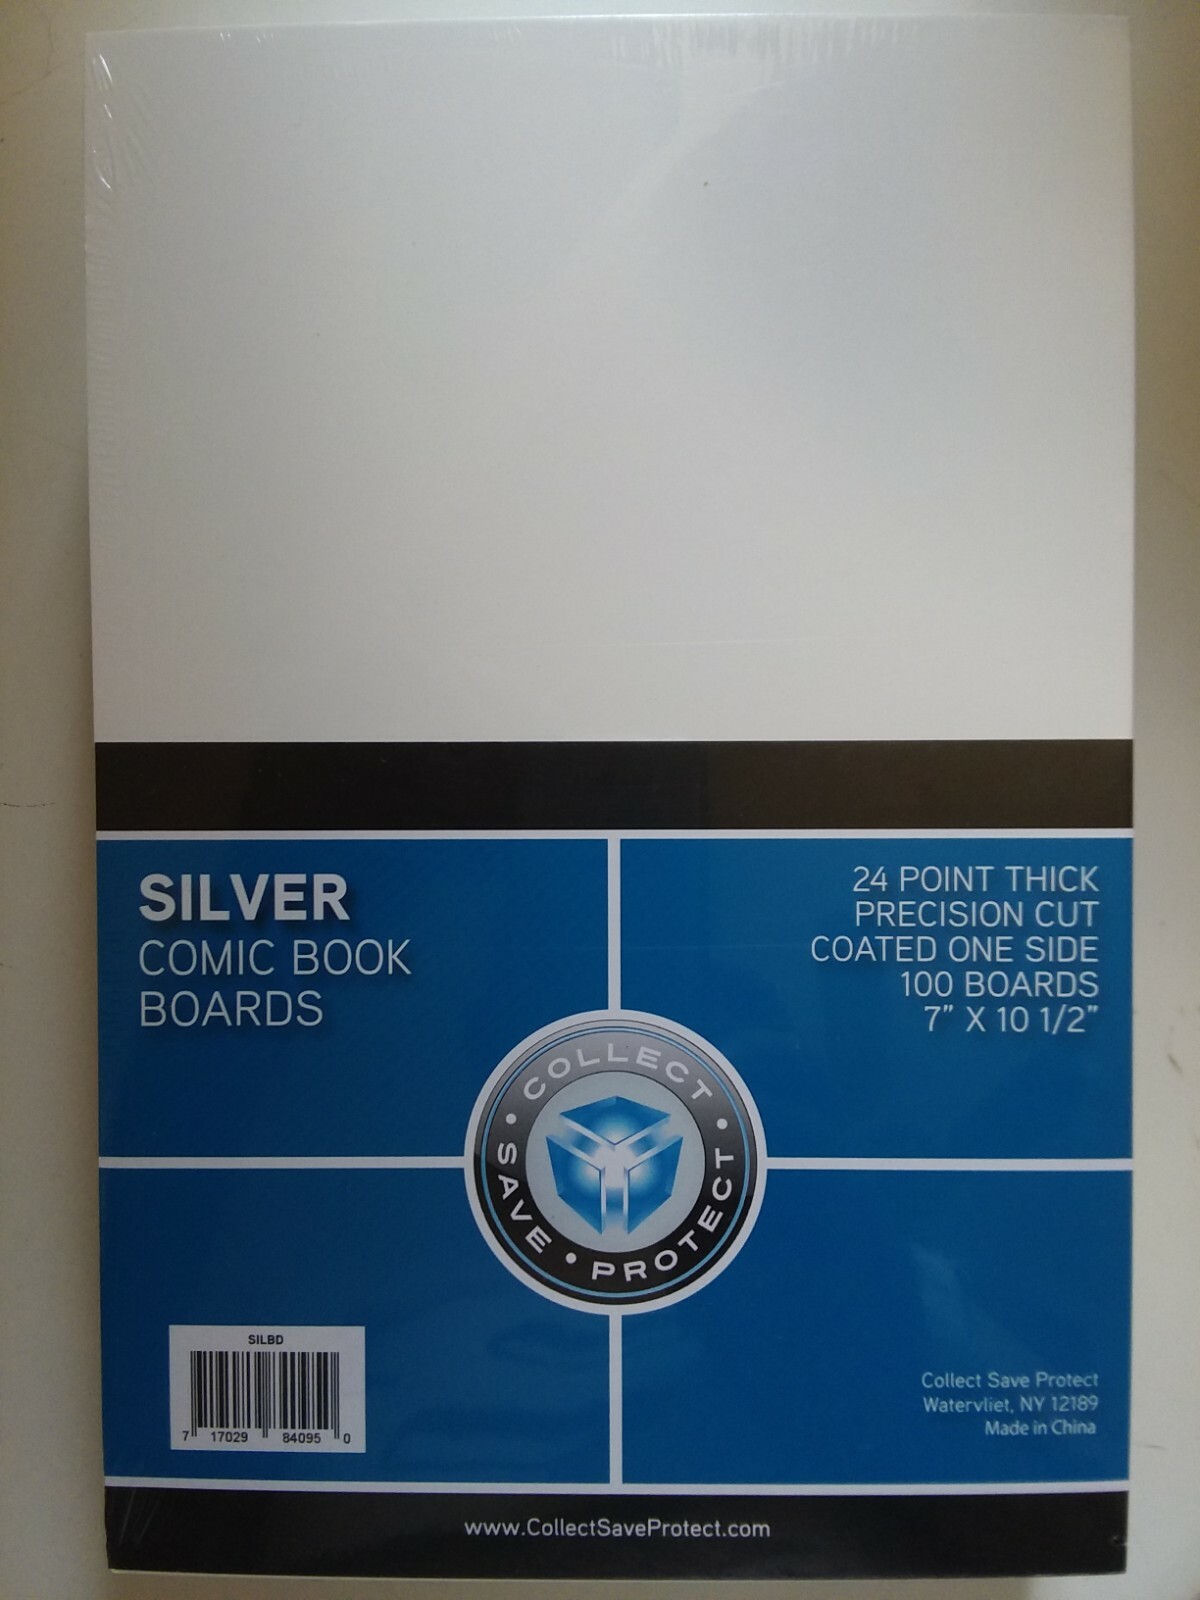 SILVER
COMIC BOOK
BOARDS
24 POINT THICK
PRECISION CUT
COATED ONE SIDE
100 BOARDS
7” X 10 1/2”
COLLECT • SAVE • PROTECT •
SILBD
7 17029 84095 0
Collect Save Protect
Watervliet, NY 12189
Made in China
www.CollectSaveProtect.com